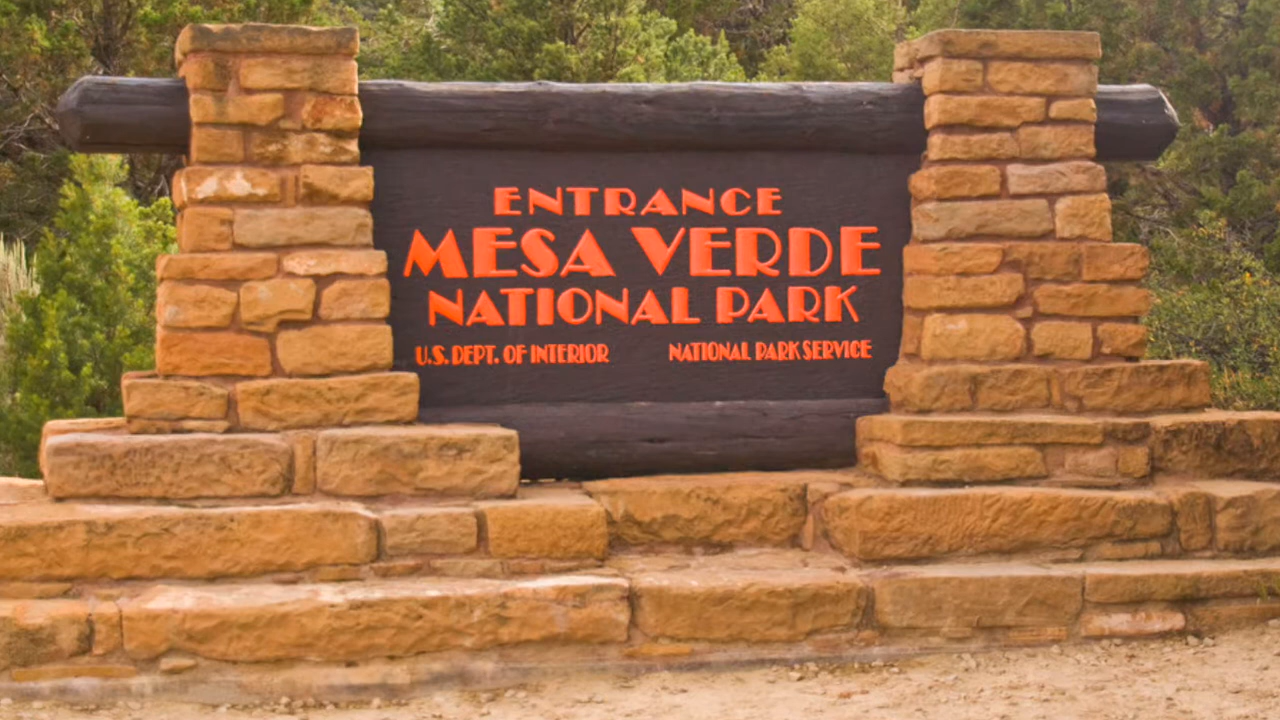 ENTRANCE
MESA VERDE
NATIONAL PARK
U.S. DEPT. OF INTERIOR NATIONAL PARK SERVICE